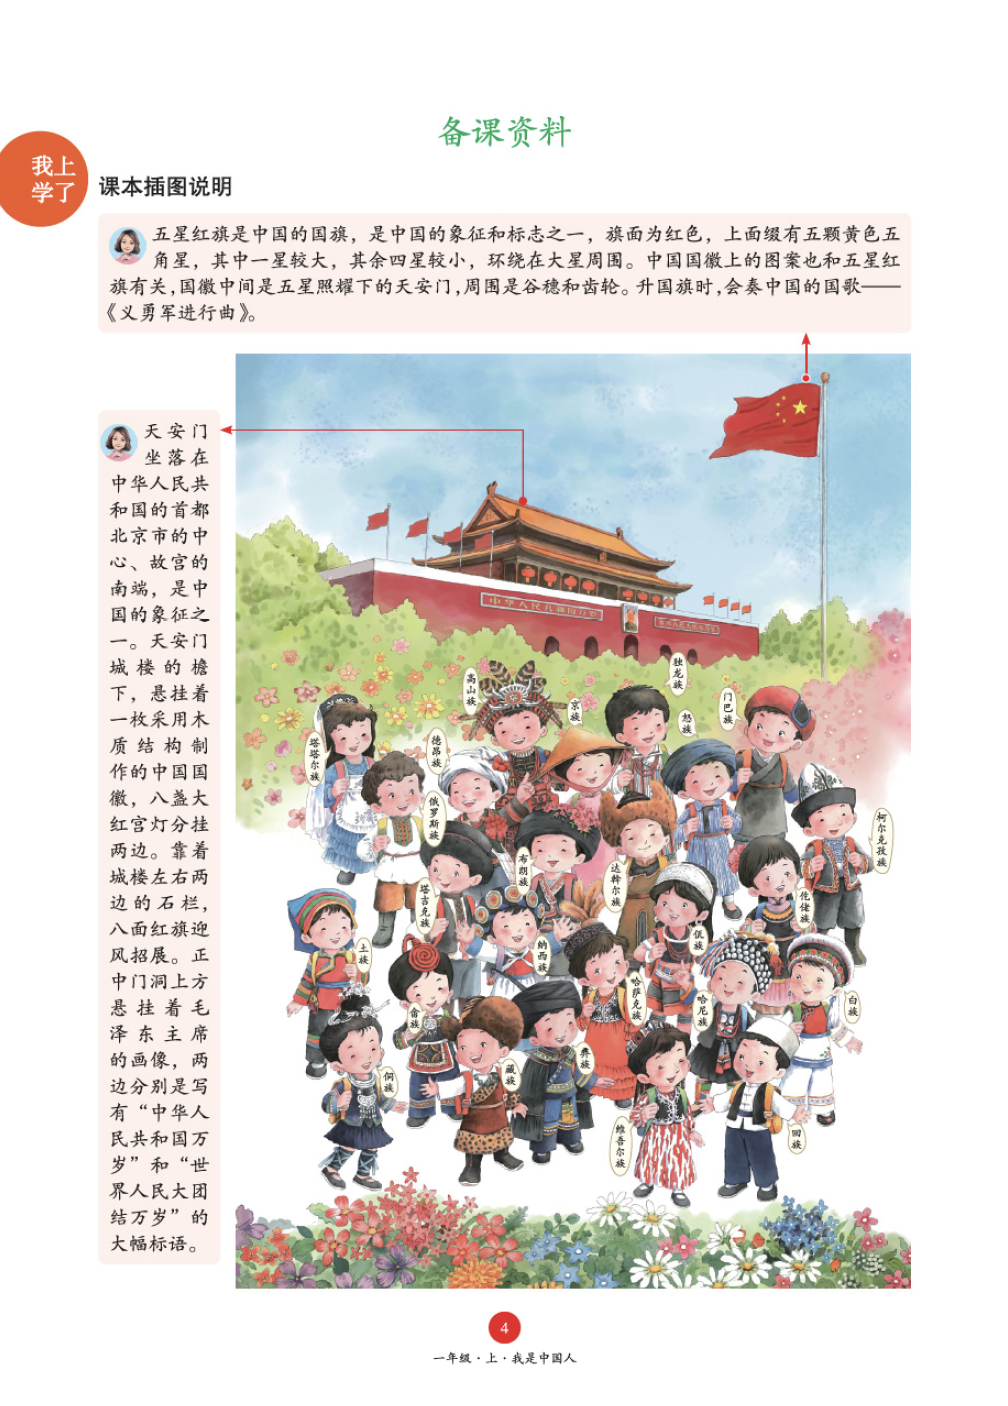 备课资料
我上
学了
课本插图说明
五星红旗是中国的国旗，是中国的象征和标志之一，旗面为红色，上面缀有五颗黄色五
角星，其中一星较大，其余四星较小，环绕在大星周围。中国国徽上的图案也和五星红
旗有关，国徽中间是五星照耀下的天安门，周围是谷穗和齿轮。升国旗时，会奏中国的国歌——
《义勇军进行曲》。
天安门
坐落在
中华人民共
和国的首都
北京市的中
心、故宫的
南端，是中
国的象征之
一。天安门
城楼的檐
下，悬挂着
一枚采用木
质结构制
作的中国国
徽，八盏大
红宫灯分挂
两边。靠着
城楼左右两
边的石栏，
八面红旗迎
风招展。正
中门洞上方
悬挂着毛
泽东主席
的画像，两
边分别是写
有“中华人
民共和国万
岁”和“世
界人民大团
结万岁”的
大幅标语。
中华人民共和国万岁
世界人民大团结万岁
独龙族
高山族
门巴族
京族
怒族
塔塔尔族
德昂族
俄罗斯族
柯尔克孜族
布朗族
达斡尔族
塔吉克族
仡佬族
佤族
土族
纳西族
哈萨克族
哈尼族
白族
畲族
彝族
藏族
侗族
维吾尔族
回族
4
一年级·上·我是中国人